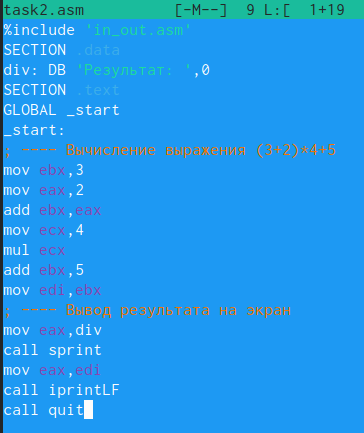 task2.asm [-M--] 9 L:[ 1+19
%include 'in_out.asm'
SECTION .data
div: DB 'Результат: ',0
SECTION .text
GLOBAL _start
_start:
; ---- Вычисление выражения (3+2)*4+5
mov ebx,3
mov eax,2
add ebx,eax
mov ecx,4
mul ecx
add ebx,5
mov edi,ebx
; ---- Вывод результата на экран
mov eax,div
call sprint
mov eax,edi
call iprintLF
call quit